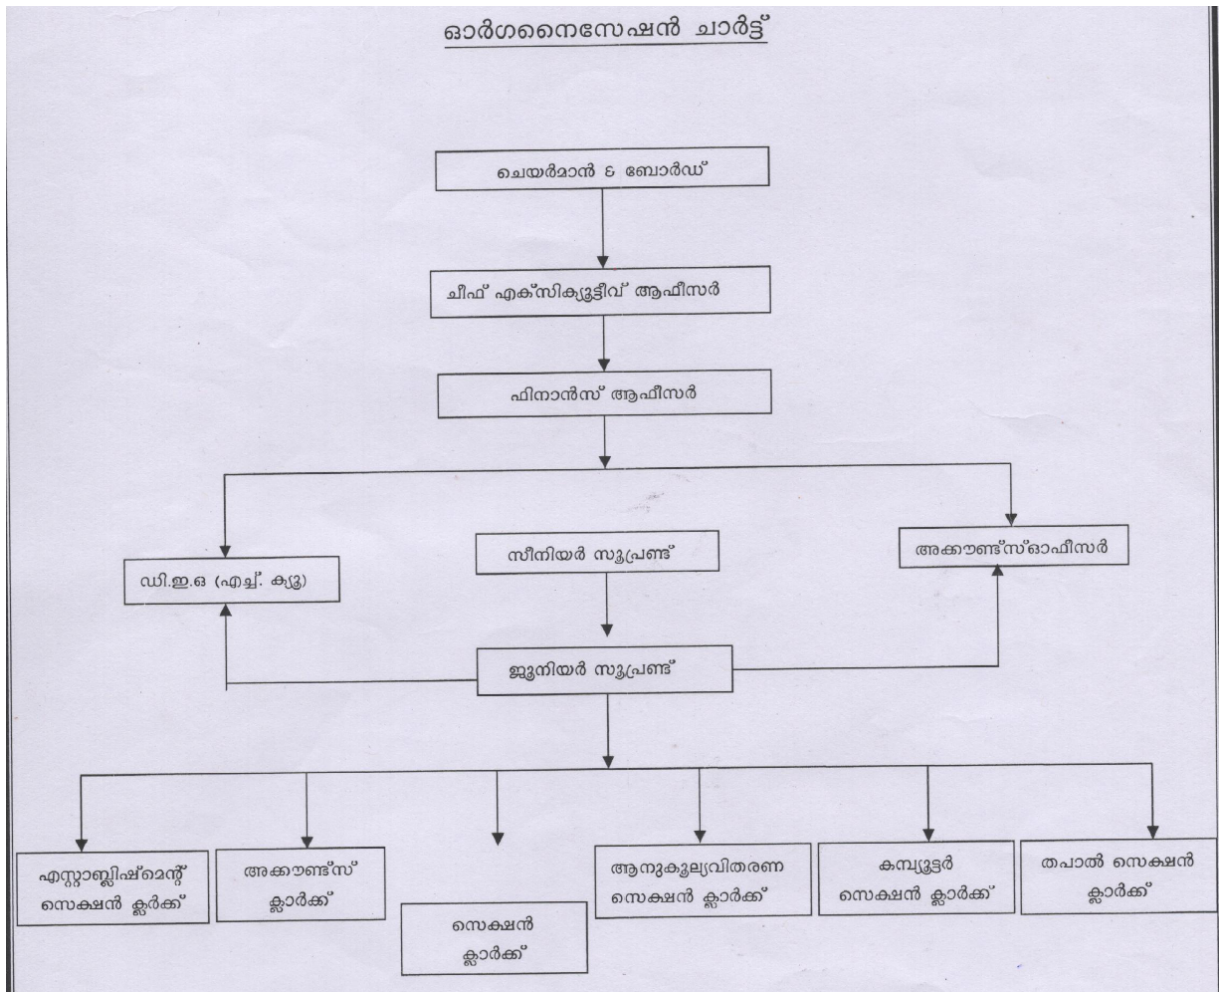 ഓർഗനൈസേഷൻ ചാർട്ട്
ചെയർമാൻ & ബോർഡ്
ചീഫ് എക്സിക്യൂട്ടീവ് ആഫീസർ
ഫിനാൻസ് ആഫീസർ
ഡി.ഇ.ഒ (എച്ച്. ക്യൂ)
സീനിയർ സൂപ്രണ്ട്
അക്കൗണ്ട്സ്ഓഫീസർ
ജൂനിയർ സൂപ്രണ്ട്
എസ്റ്റാബ്ലിഷ്മെന്റ്
സെക്ഷൻ ക്ലർക്ക്
അക്കൗണ്ട്സ്
ക്ലാർക്ക്
സെക്ഷൻ
ക്ലാർക്ക്
ആനുകൂല്യവിതരണ
സെക്ഷൻ ക്ലാർക്ക്
കമ്പ്യൂട്ടർ
സെക്ഷൻ ക്ലാർക്ക്
തപാൽ സെക്ഷൻ
ക്ലാർക്ക്